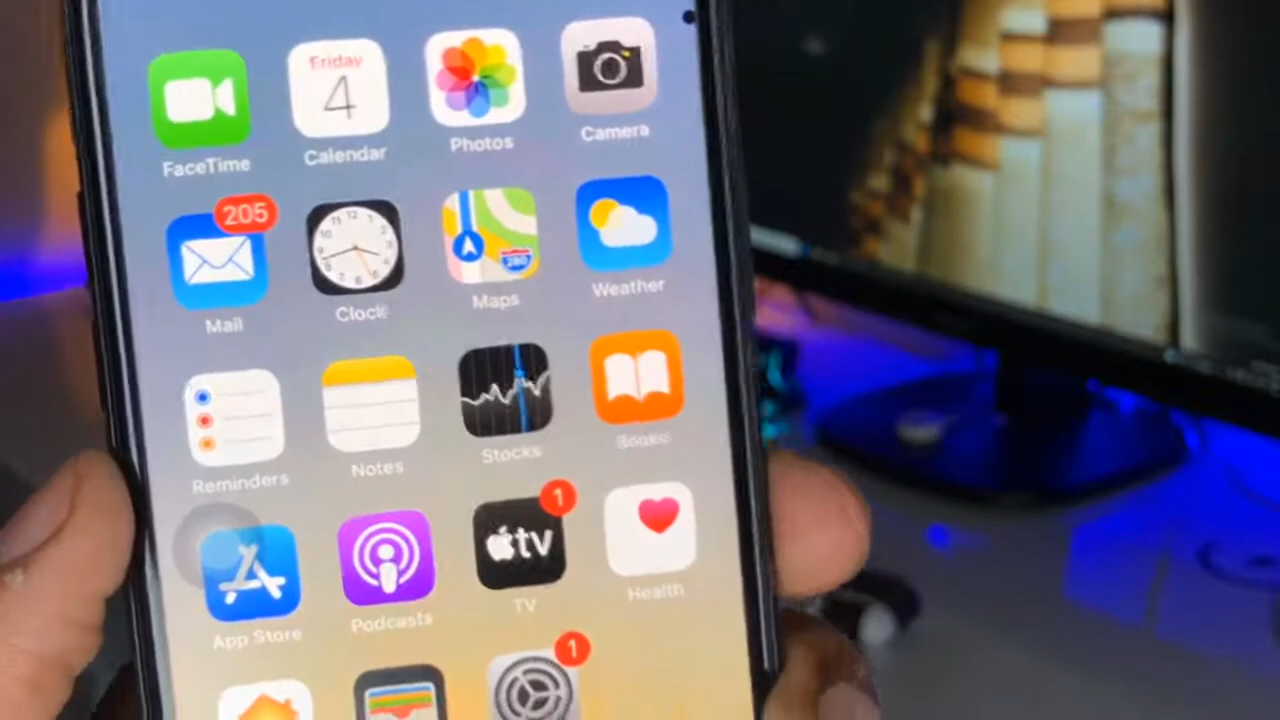 Friday
4
FaceTime
Calendar
Photos
Camera
205
Mail
Clock
280
Maps
Weather
Reminders
Notes
Stocks
Books
1
tv
App Store
Podcasts
TV
Health
1